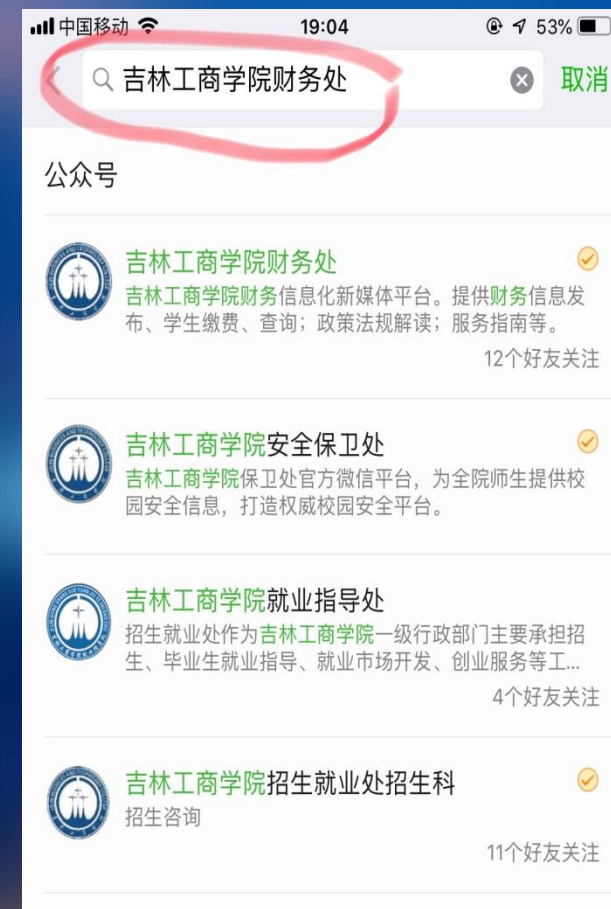 中国移动 19:04 53%
吉林工商学院财务处 取消
公众号
吉林工商学院财务处
吉林工商学院财务信息化新媒体平台。提供财务信息发
布、学生缴费、查询；政策法规解读；服务指南等。
12个好友关注
吉林工商学院安全保卫处
吉林工商学院保卫处官方微信平台，为全院师生提供校
园安全信息，打造权威校园安全平台。
吉林工商学院就业指导处
招生就业处作为吉林工商学院一级行政部门主要承担招
生、毕业生就业指导、就业市场开发、创业服务等工...
4个好友关注
吉林工商学院招生就业处招生科
招生咨询
11个好友关注